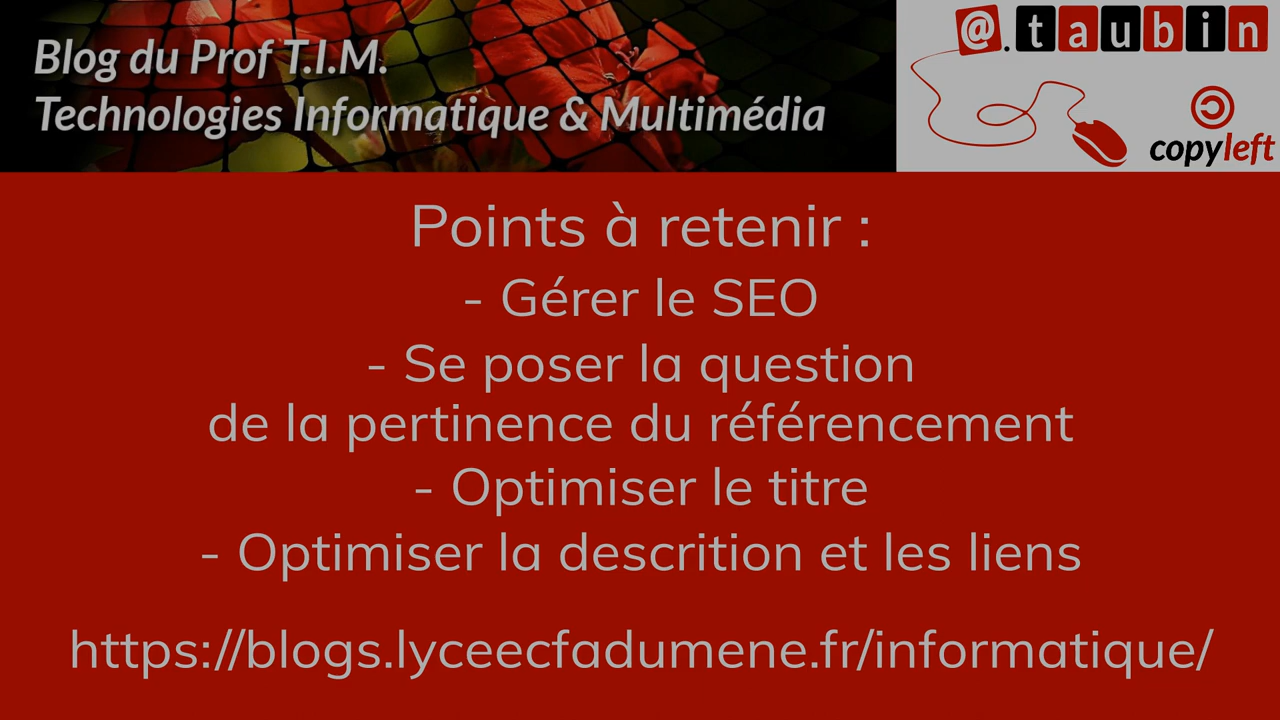 Blog du Prof T.I.M.
Technologies Informatique & Multimédia
@.taubin
copyleft
Points à retenir :
- Gérer le SEO
- Se poser la question
de la pertinence du référencement
- Optimiser le titre
- Optimiser la descrition et les liens
https://blogs.lyceecfadumene.fr/informatique/